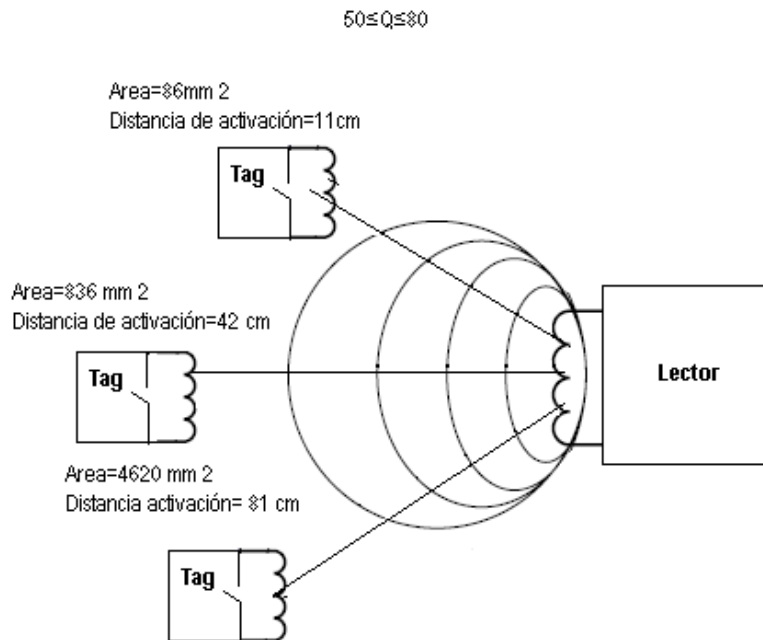 50≤Q≤80
Area=86mm 2
Distancia de activación=11cm
Tag
Area=836 mm 2
Distancia de activación=42 cm
Tag
Lector
Area=4620 mm 2
Distancia activación= 81 cm
Tag